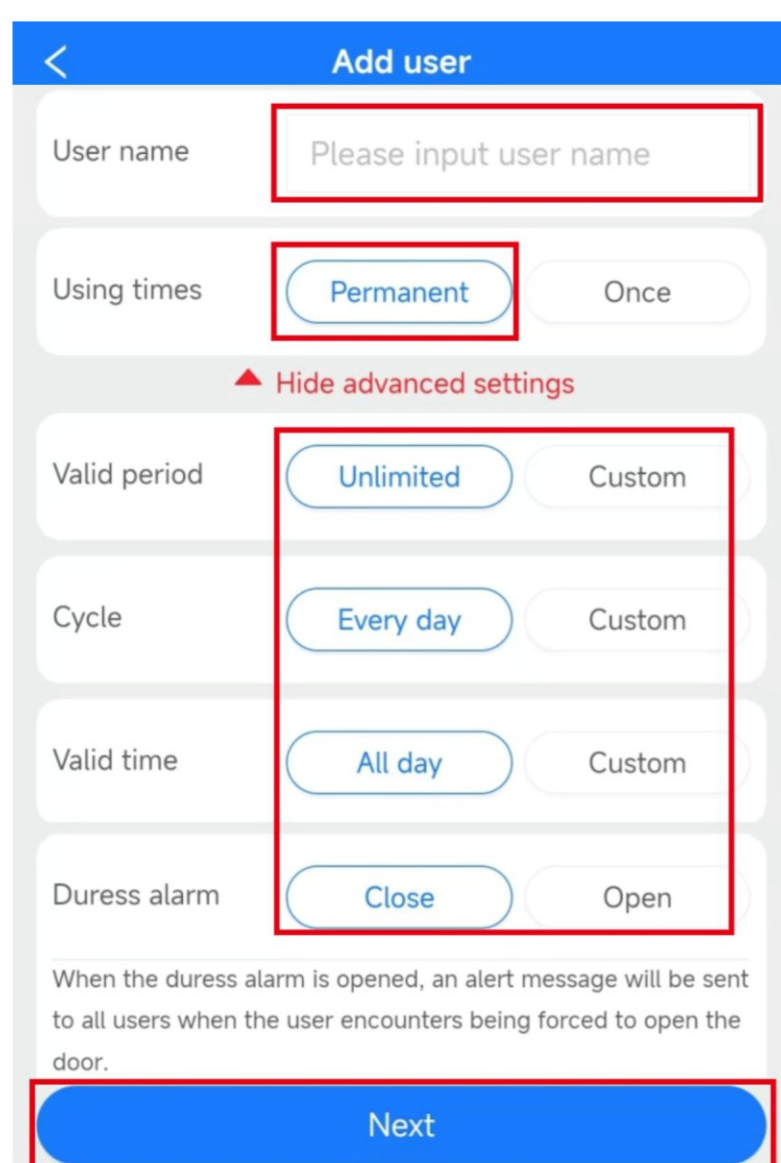 Add user
User name
Please input user name
Using times
Permanent
Once
Hide advanced settings
Valid period
Unlimited
Custom
Cycle
Every day
Custom
Valid time
All day
Custom
Duress alarm
Close
Open
When the duress alarm is opened, an alert message will be sent
to all users when the user encounters being forced to open the
door.
Next